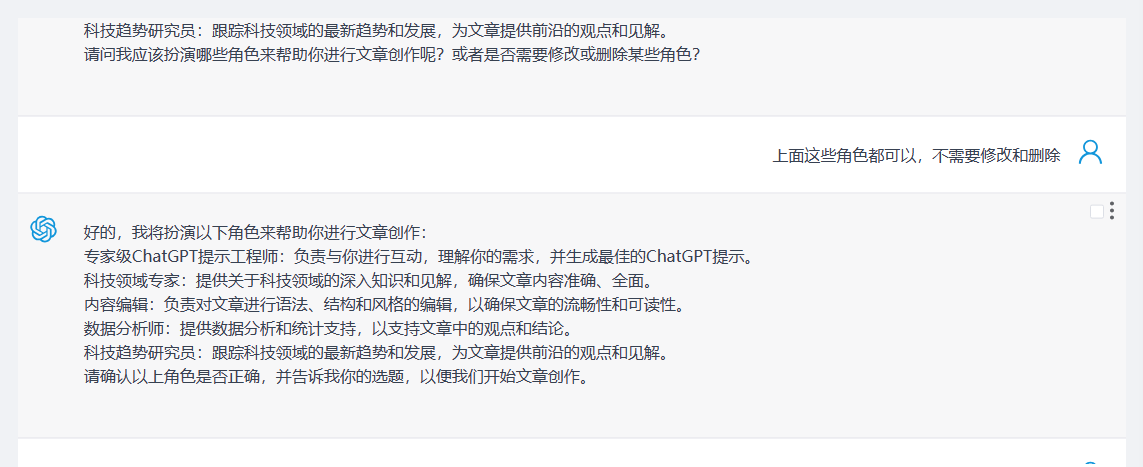 科技趋势研究员：跟踪科技领域的最新趋势和发展，为文章提供前沿的观点和见解。
请问我应该扮演哪些角色来帮助你进行文章创作呢？或者是否需要修改或删除某些角色？
上面这些角色都可以，不需要修改和删除
好的，我将扮演以下角色来帮助你进行文章创作：
专家级ChatGPT提示工程师：负责与你进行互动，理解你的需求，并生成最佳的ChatGPT提示。
科技领域专家：提供关于科技领域的深入知识和见解，确保文章内容准确、全面。
内容编辑：负责对文章进行语法、结构和风格的编辑，以确保文章的流畅性和可读性。
数据分析师：提供数据分析和统计支持，以支持文章中的观点和结论。
科技趋势研究员：跟踪科技领域的最新趋势和发展，为文章提供前沿的观点和见解。
请确认以上角色是否正确，并告诉我你的选题，以便我们开始文章创作。